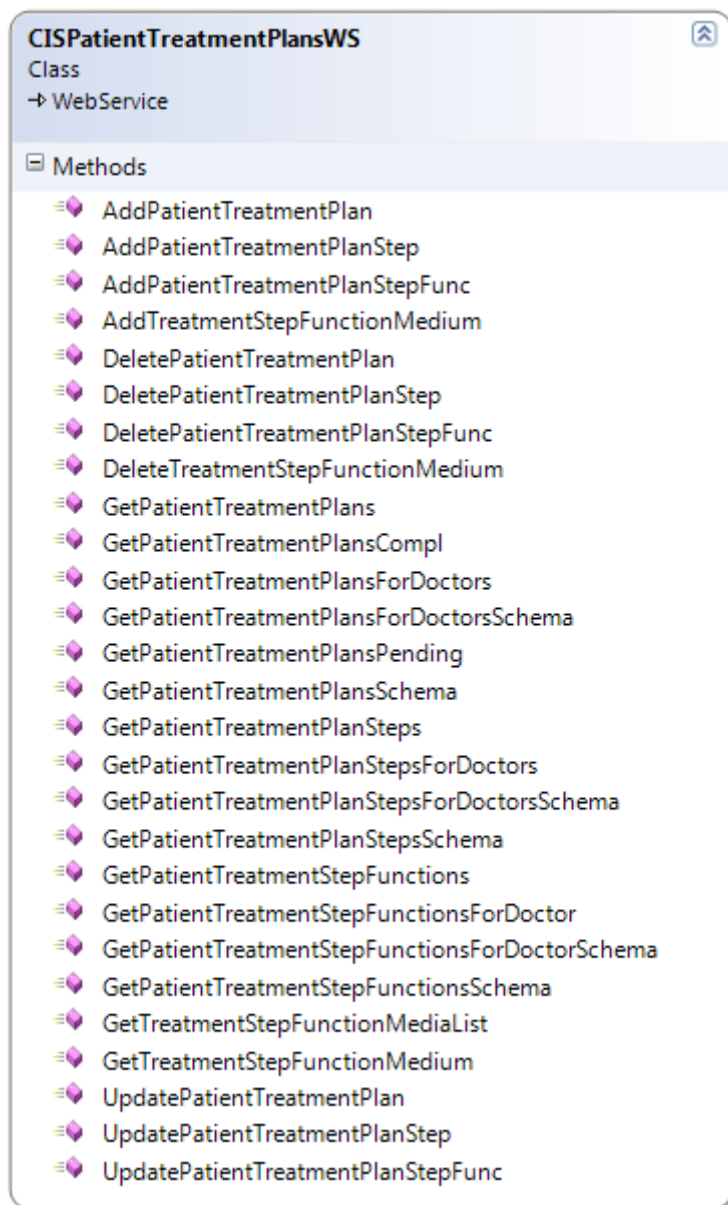 CISPatientTreatmentPlansWS
Class
WebService
Methods
AddPatientTreatmentPlan
AddPatientTreatmentPlanStep
AddPatientTreatmentPlanStepFunc
AddTreatmentStepFunctionMedium
DeletePatientTreatmentPlan
DeletePatientTreatmentPlanStep
DeletePatientTreatmentPlanStepFunc
DeleteTreatmentStepFunctionMedium
GetPatientTreatmentPlans
GetPatientTreatmentPlansCompl
GetPatientTreatmentPlansForDoctors
GetPatientTreatmentPlansForDoctorsSchema
GetPatientTreatmentPlansPending
GetPatientTreatmentPlansSchema
GetPatientTreatmentPlanSteps
GetPatientTreatmentPlanStepsForDoctors
GetPatientTreatmentPlanStepsForDoctorsSchema
GetPatientTreatmentPlanStepsSchema
GetPatientTreatmentStepFunctions
GetPatientTreatmentStepFunctionsForDoctor
GetPatientTreatmentStepFunctionsForDoctorSchema
GetPatientTreatmentStepFunctionsSchema
GetTreatmentStepFunctionMediaList
GetTreatmentStepFunctionMedium
UpdatePatientTreatmentPlan
UpdatePatientTreatmentPlanStep
UpdatePatientTreatmentPlanStepFunc